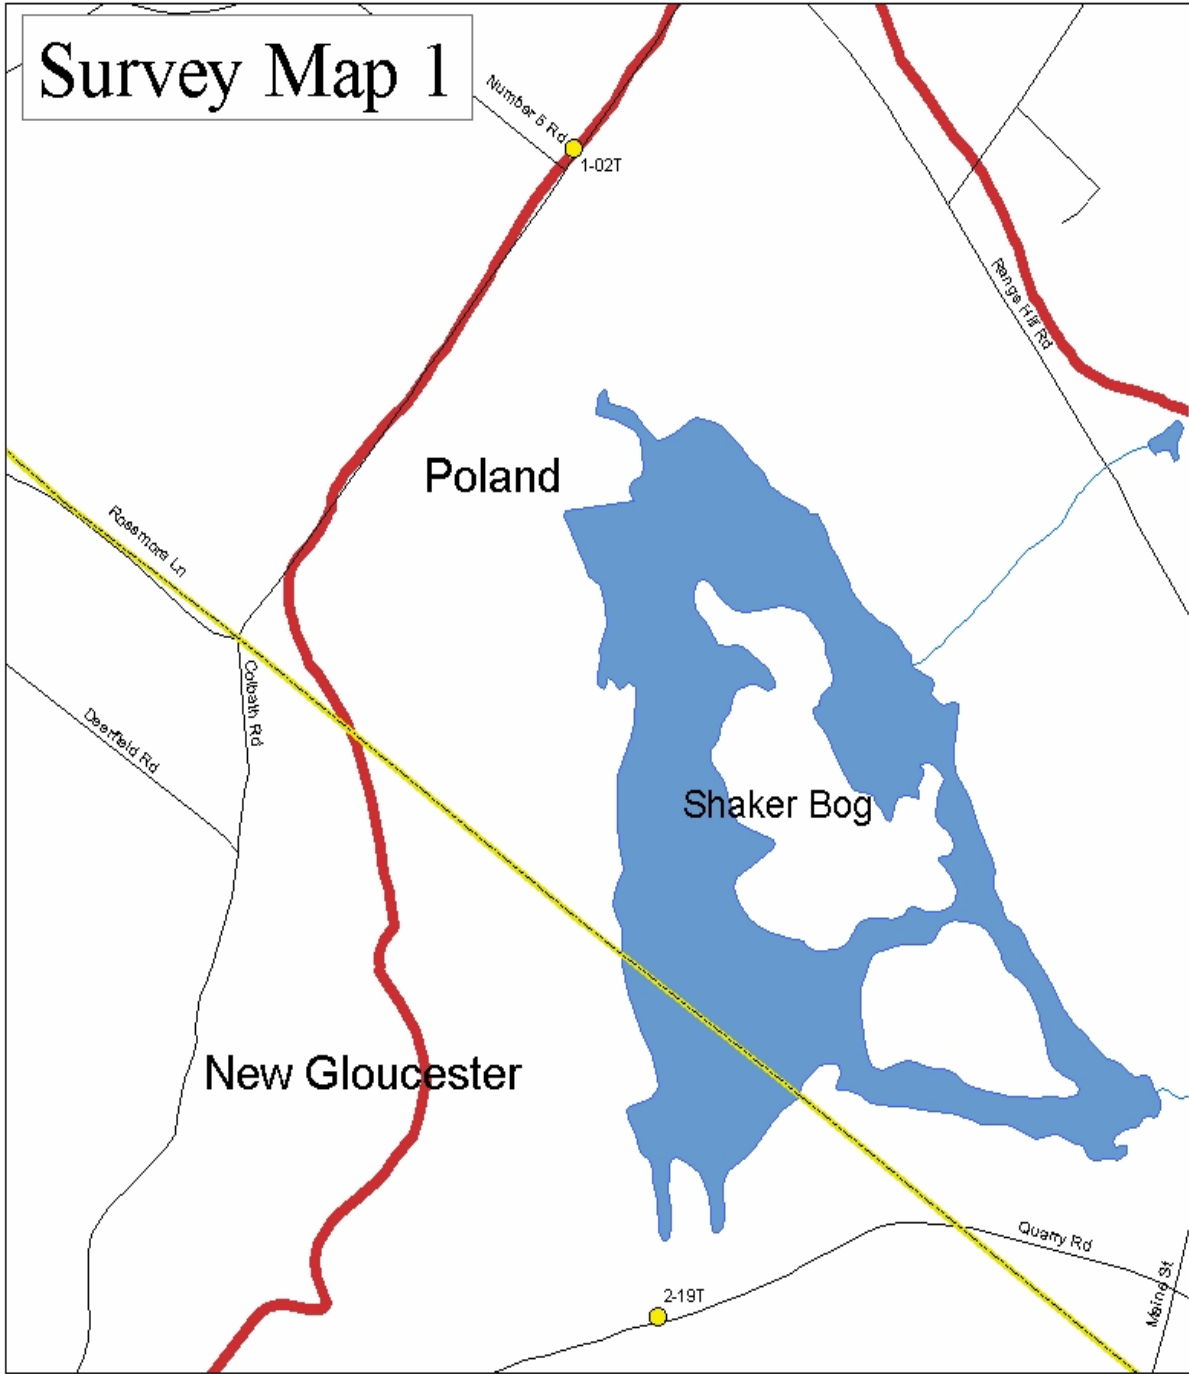 Survey Map 1
Number 5 Rd
1-02T
Range Hill Rd
Poland
Rossmore Ln
Colbath Rd
Deerfield Rd
Shaker Bog
New Gloucester
Quarry Rd
Maine St
2-19T